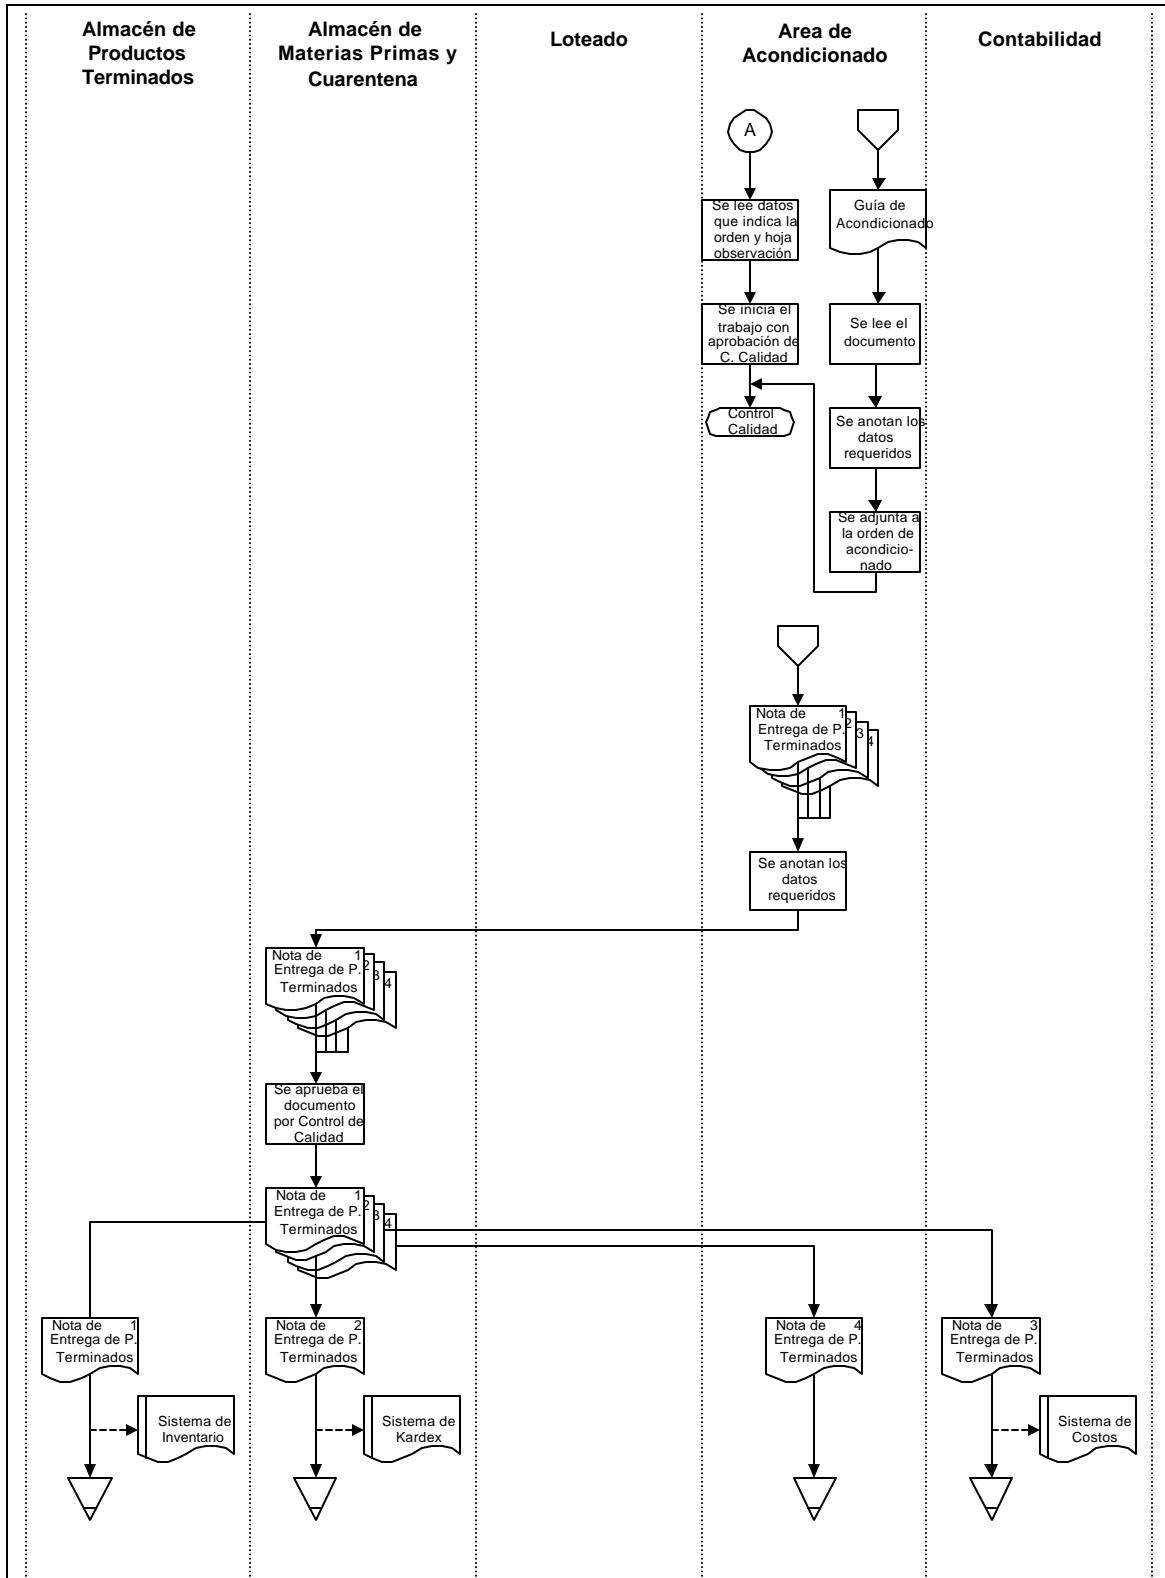 Almacén de
Productos
Terminados
Almacén de
Materias Primas y
Cuarentena
Loteado
Area de
Acondicionado
Contabilidad
A
Se lee datos
que indica la
orden y hoja
observación
Guía de
Acondicionado
Se inicia el
trabajo con
aprobación de
C. Calidad
Se lee el
documento
Control
Calidad
Se anotan los
datos
requeridos
Se adjunta a
la orden de
acondicio-
nado
Nota de 1
Entrega de P. 2
Terminados 3 4
Se anotan los
datos
requeridos
Nota de 1
Entrega de P. 2
Terminados 3 4
Se aprueba el
documento
por Control de
Calidad
Nota de 1
Entrega de P. 2
Terminados 3 4
Nota de 1
Entrega de P.
Terminados
Nota de 2
Entrega de P.
Terminados
Nota de 4
Entrega de P.
Terminados
Nota de 3
Entrega de P.
Terminados
Sistema de
Inventario
Sistema de
Kardex
Sistema de
Costos